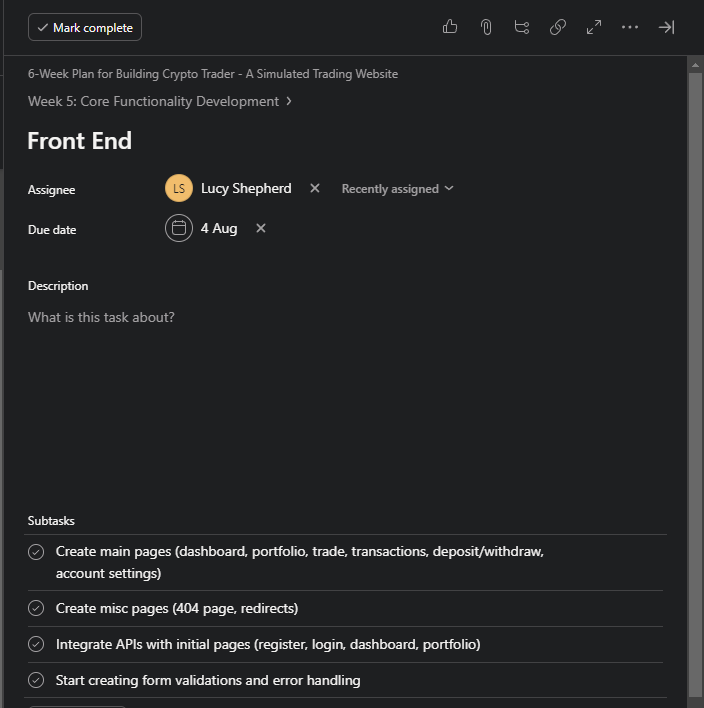 Mark complete
6-Week Plan for Building Crypto Trader - A Simulated Trading Website
Week 5: Core Functionality Development
Front End
Assignee
LS
Lucy Shepherd
Recently assigned
Due date
4 Aug
Description
What is this task about?
Subtasks
Create main pages (dashboard, portfolio, trade, transactions, deposit/withdraw,
account settings)
Create misc pages (404 page, redirects)
Integrate APIs with initial pages (register, login, dashboard, portfolio)
Start creating form validations and error handling